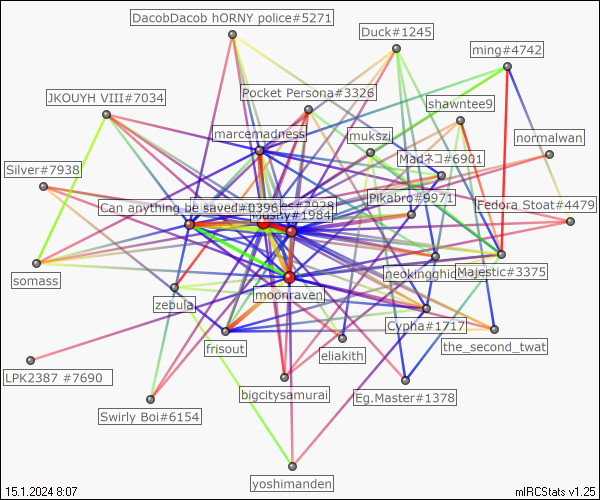 DacobDacob hORNY police#5271
Duck#1245
ming#4742
JKOUYH VIII#7034
Pocket Persona#3326
shawntee9
marcemadness
mukszj
normalwan
Madネコ#6901
Silver#7938
Pikabro#9971
Can anything be saved#0396
#2928
Mushy#1984
Fedora Stoat#4479
somass
neokingghid
Majestic#3375
moonraven
zebula
Cypha#1717
frisout
eliakith
the_second_twat
LPK2387 #7690
bigcitysamurai
Eg.Master#1378
Swirly Boi#6154
yoshimanden
15.1.2024 8:07
mIRCStats v1.25